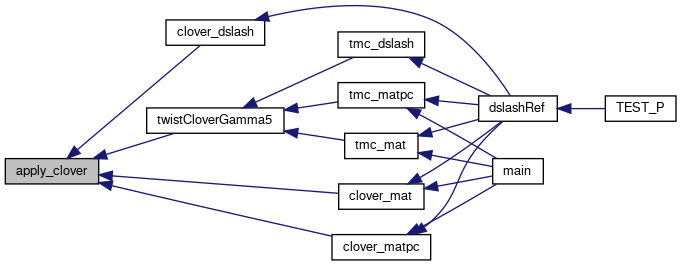 clover_dslash
tmc_dslash
tmc_matpc
dslashRef
TEST_P
twistCloverGamma5
tmc_mat
apply_clover
main
clover_mat
clover_matpc